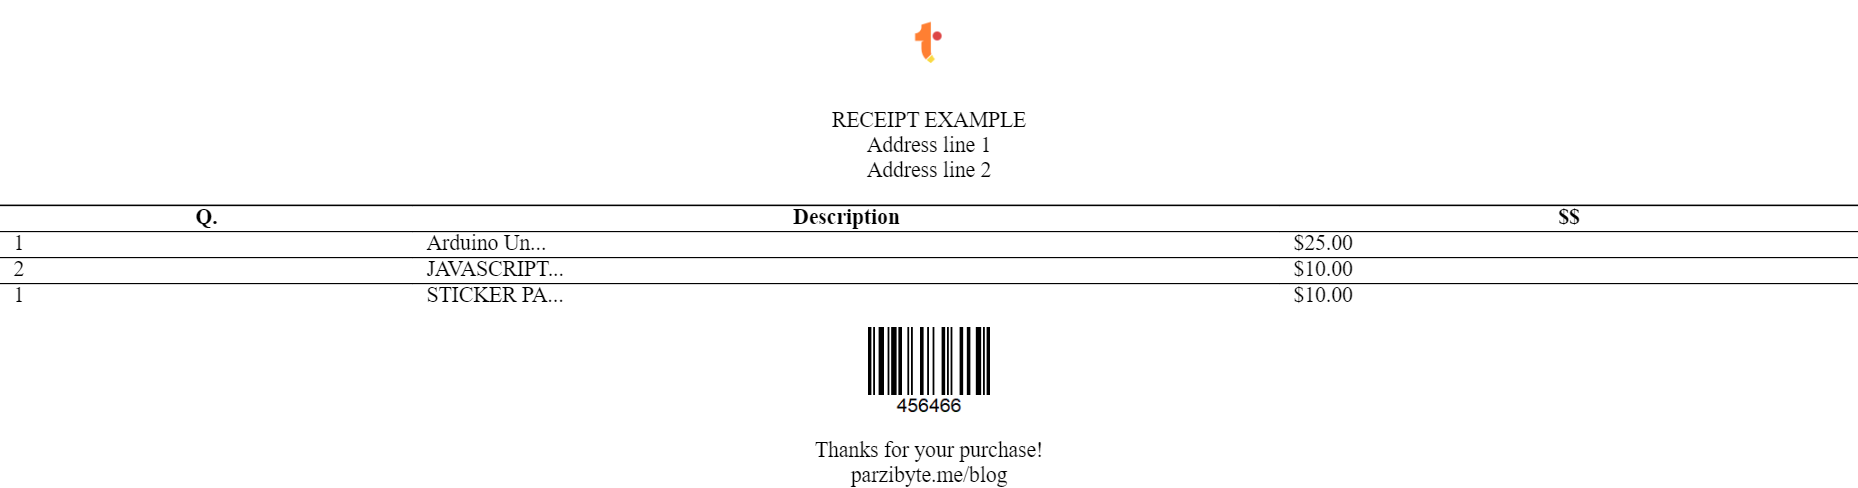 RECEIPT EXAMPLE
Address line 1
Address line 2
Q. Description $$
1 Arduino Un... $25.00
2 JAVASCRIPT... $10.00
1 STICKER PA... $10.00
456466
Thanks for your purchase!
parzibyte.me/blog